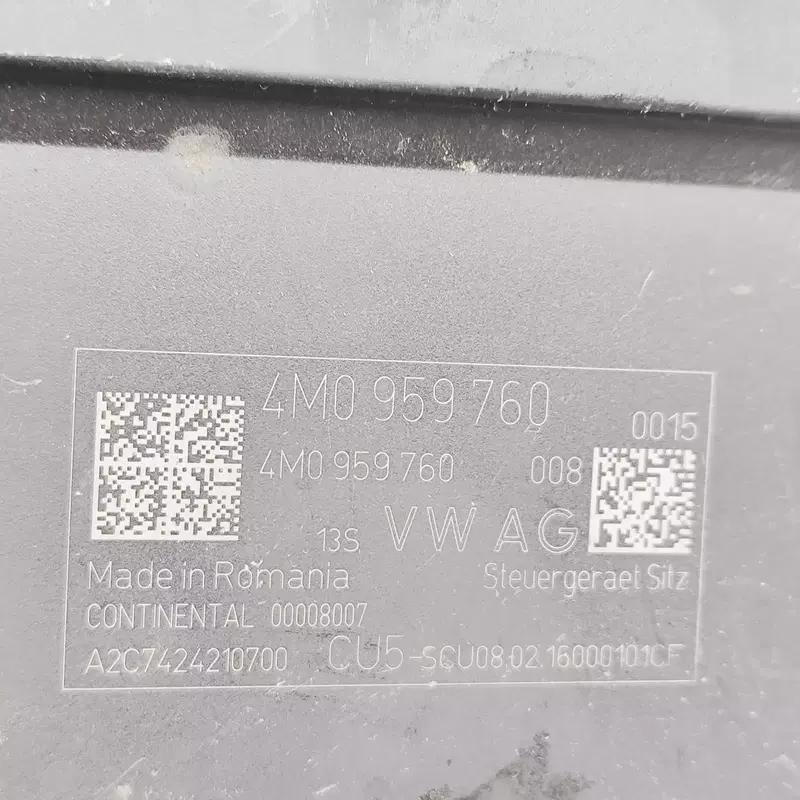 4M0 959 760
0015
4M0 959 760 008
13S VW AG
Made in Romania Steuergeraet Sitz
CONTINENTAL 00008007
A2C7424210700 CU5-SCU08.02.16000101CF